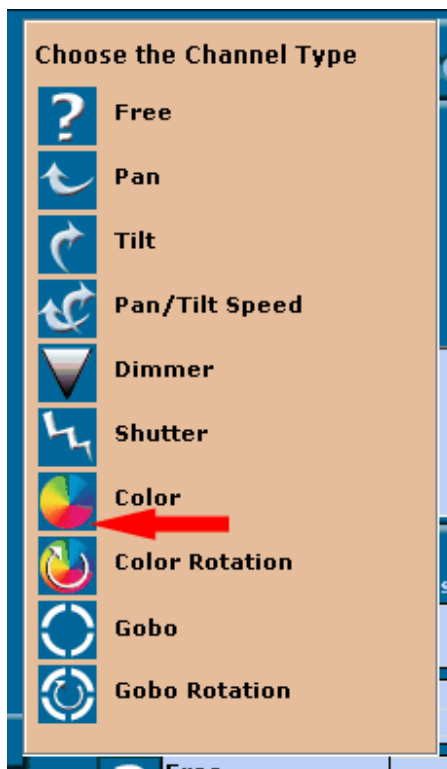 Choose the Channel Type
Free
Pan
Tilt
Pan/Tilt Speed
Dimmer
Shutter
Color
Color Rotation
Gobo
Gobo Rotation